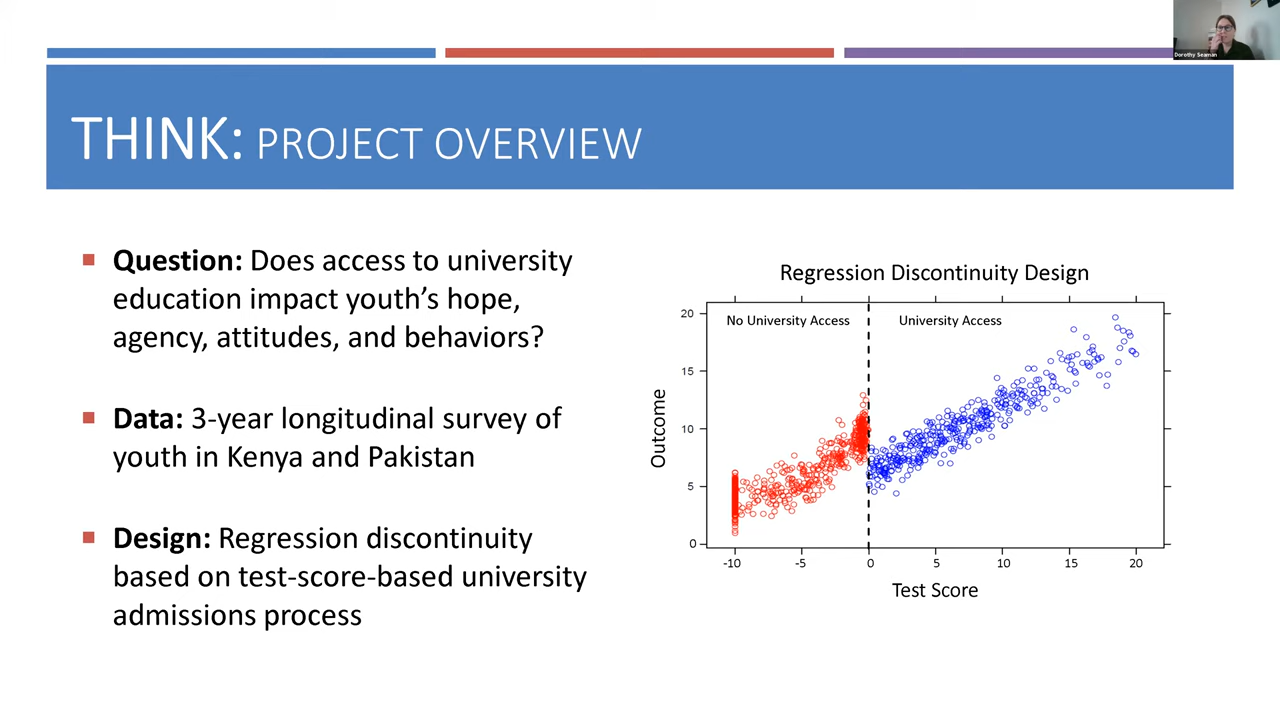 Dorothy Seaman
THINK: PROJECT OVERVIEW
Question: Does access to university
education impact youth's hope,
agency, attitudes, and behaviors?
Data: 3-year longitudinal survey of
youth in Kenya and Pakistan
Design: Regression discontinuity
based on test-score-based university
admissions process
Regression Discontinuity Design
No University Access
University Access
20
15
10
5
0
Outcome
-10
-5
0
5
10
15
20
Test Score